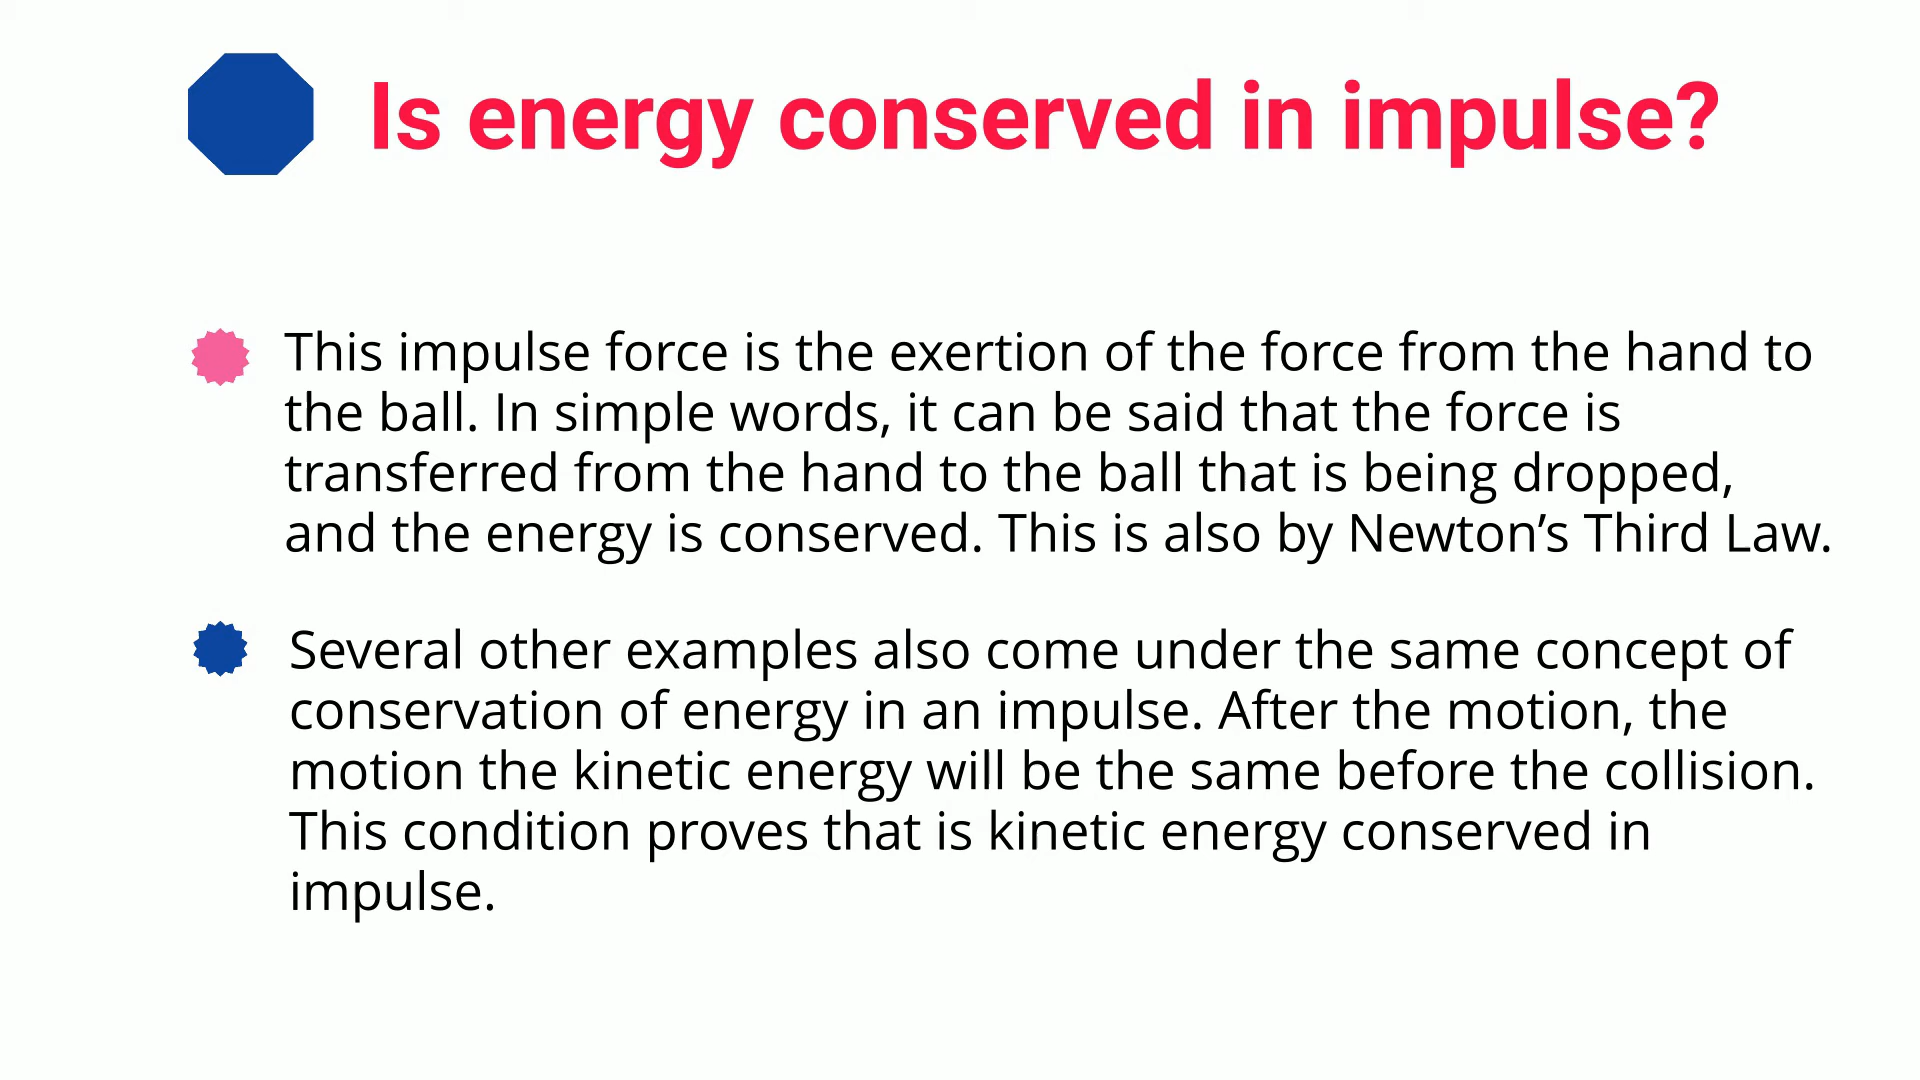 Is energy conserved in impulse?
This impulse force is the exertion of the force from the hand to
the ball. In simple words, it can be said that the force is
transferred from the hand to the ball that is being dropped,
and the energy is conserved. This is also by Newton’s Third Law.
Several other examples also come under the same concept of
conservation of energy in an impulse. After the motion, the
motion the kinetic energy will be the same before the collision.
This condition proves that is kinetic energy conserved in
impulse.